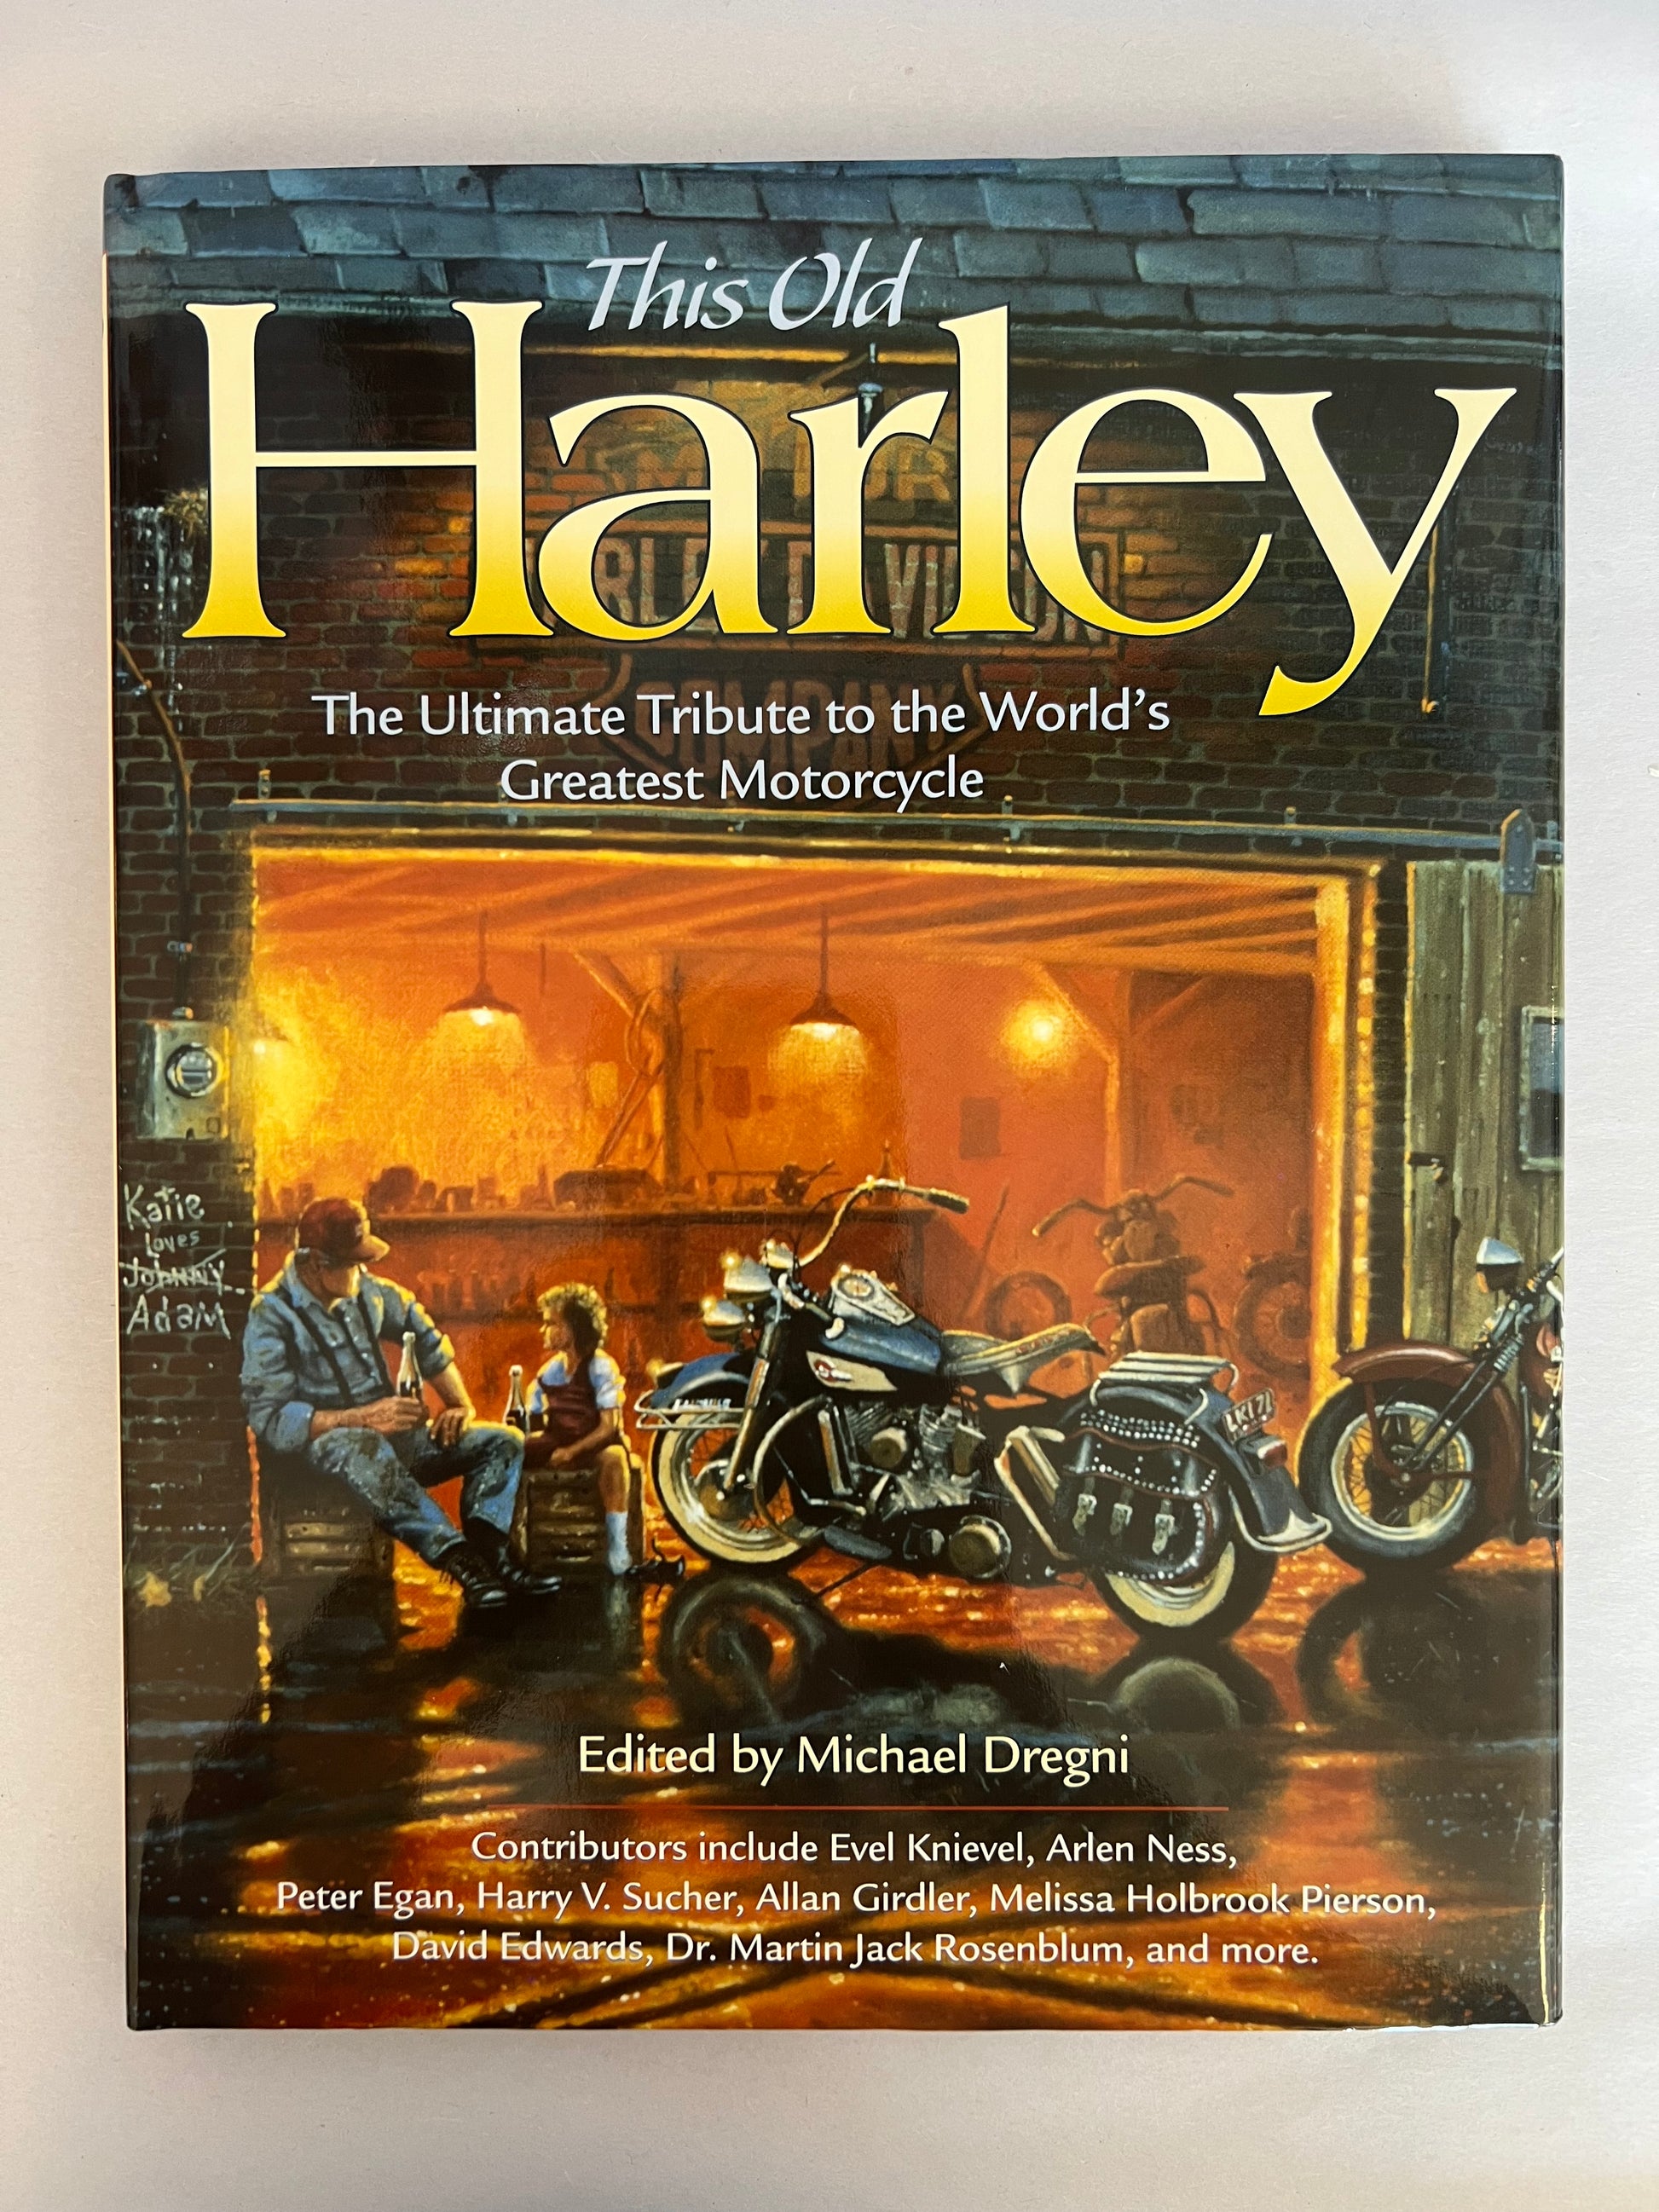 This Old
Harley
The Ultimate Tribute to the World's
Greatest Motorcycle
COMPANY
Katie
Loves
JOHNNY
Adam
Edited by Michael Dregni
Contributors include Evel Knievel, Arlen Ness,
Peter Egan, Harry V. Sucher, Allan Girdler, Melissa Holbrook Pierson,
David Edwards, Dr. Martin Jack Rosenblum, and more.